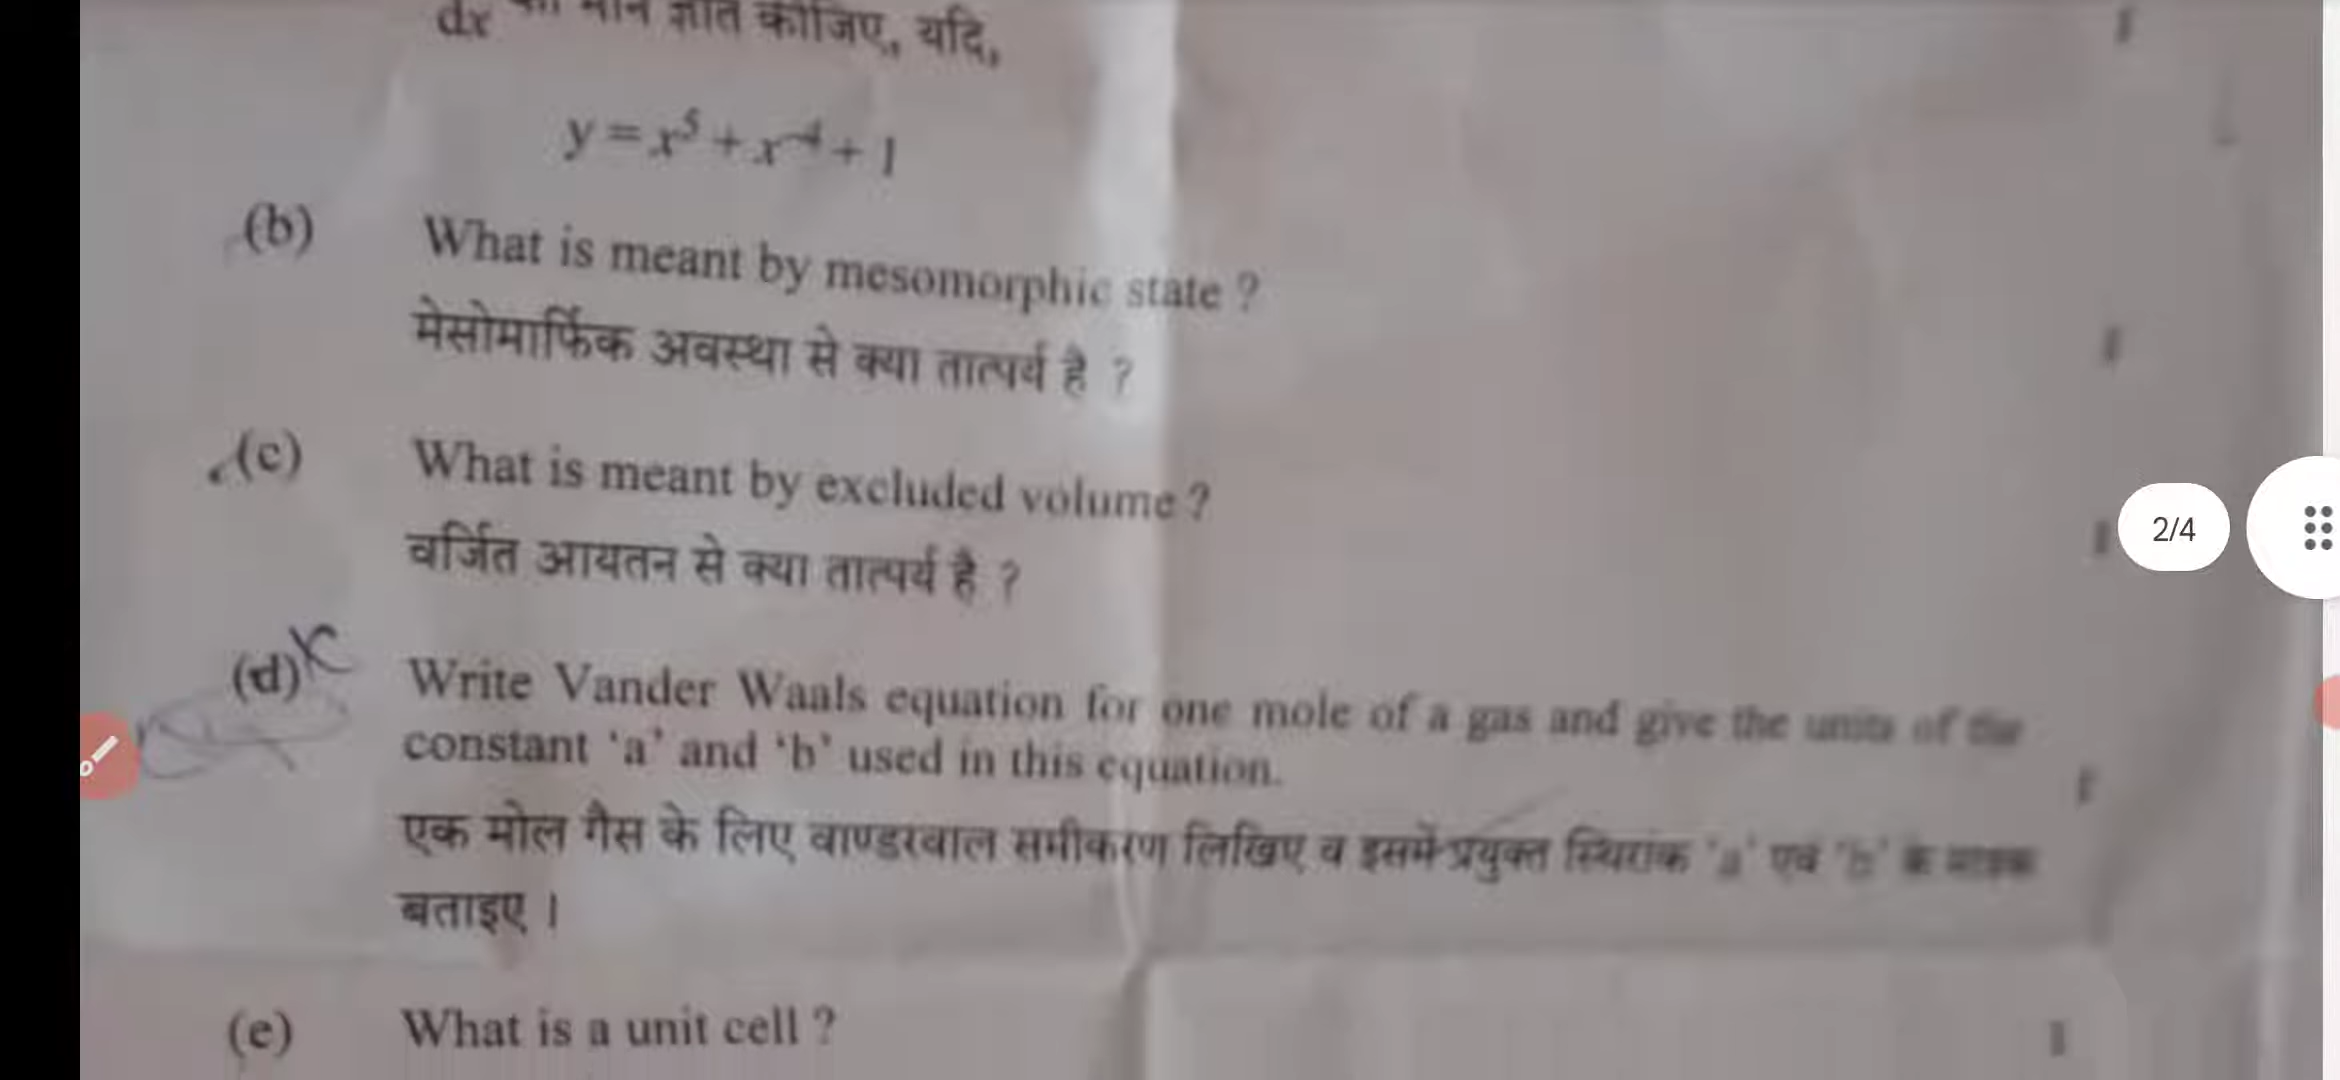 dx का मान ज्ञात कीजिए, यदि,
y = x⁵ + x⁻⁴ + 1
(b) What is meant by mesomorphic state ?
मेसोमार्फिक अवस्था से क्या तात्पर्य है ?
(c) What is meant by excluded volume ?
वर्जित आयतन से क्या तात्पर्य है ?
2/4
(d) Write Vander Waals equation for one mole of a gas and give the units of the
constant 'a' and 'b' used in this equation.
एक मोल गैस के लिए वाण्डरवाल समीकरण लिखिए व इसमें प्रयुक्त स्थिरांक 'a' एवं 'b' के मात्रक
बताइए ।
(e) What is a unit cell ?